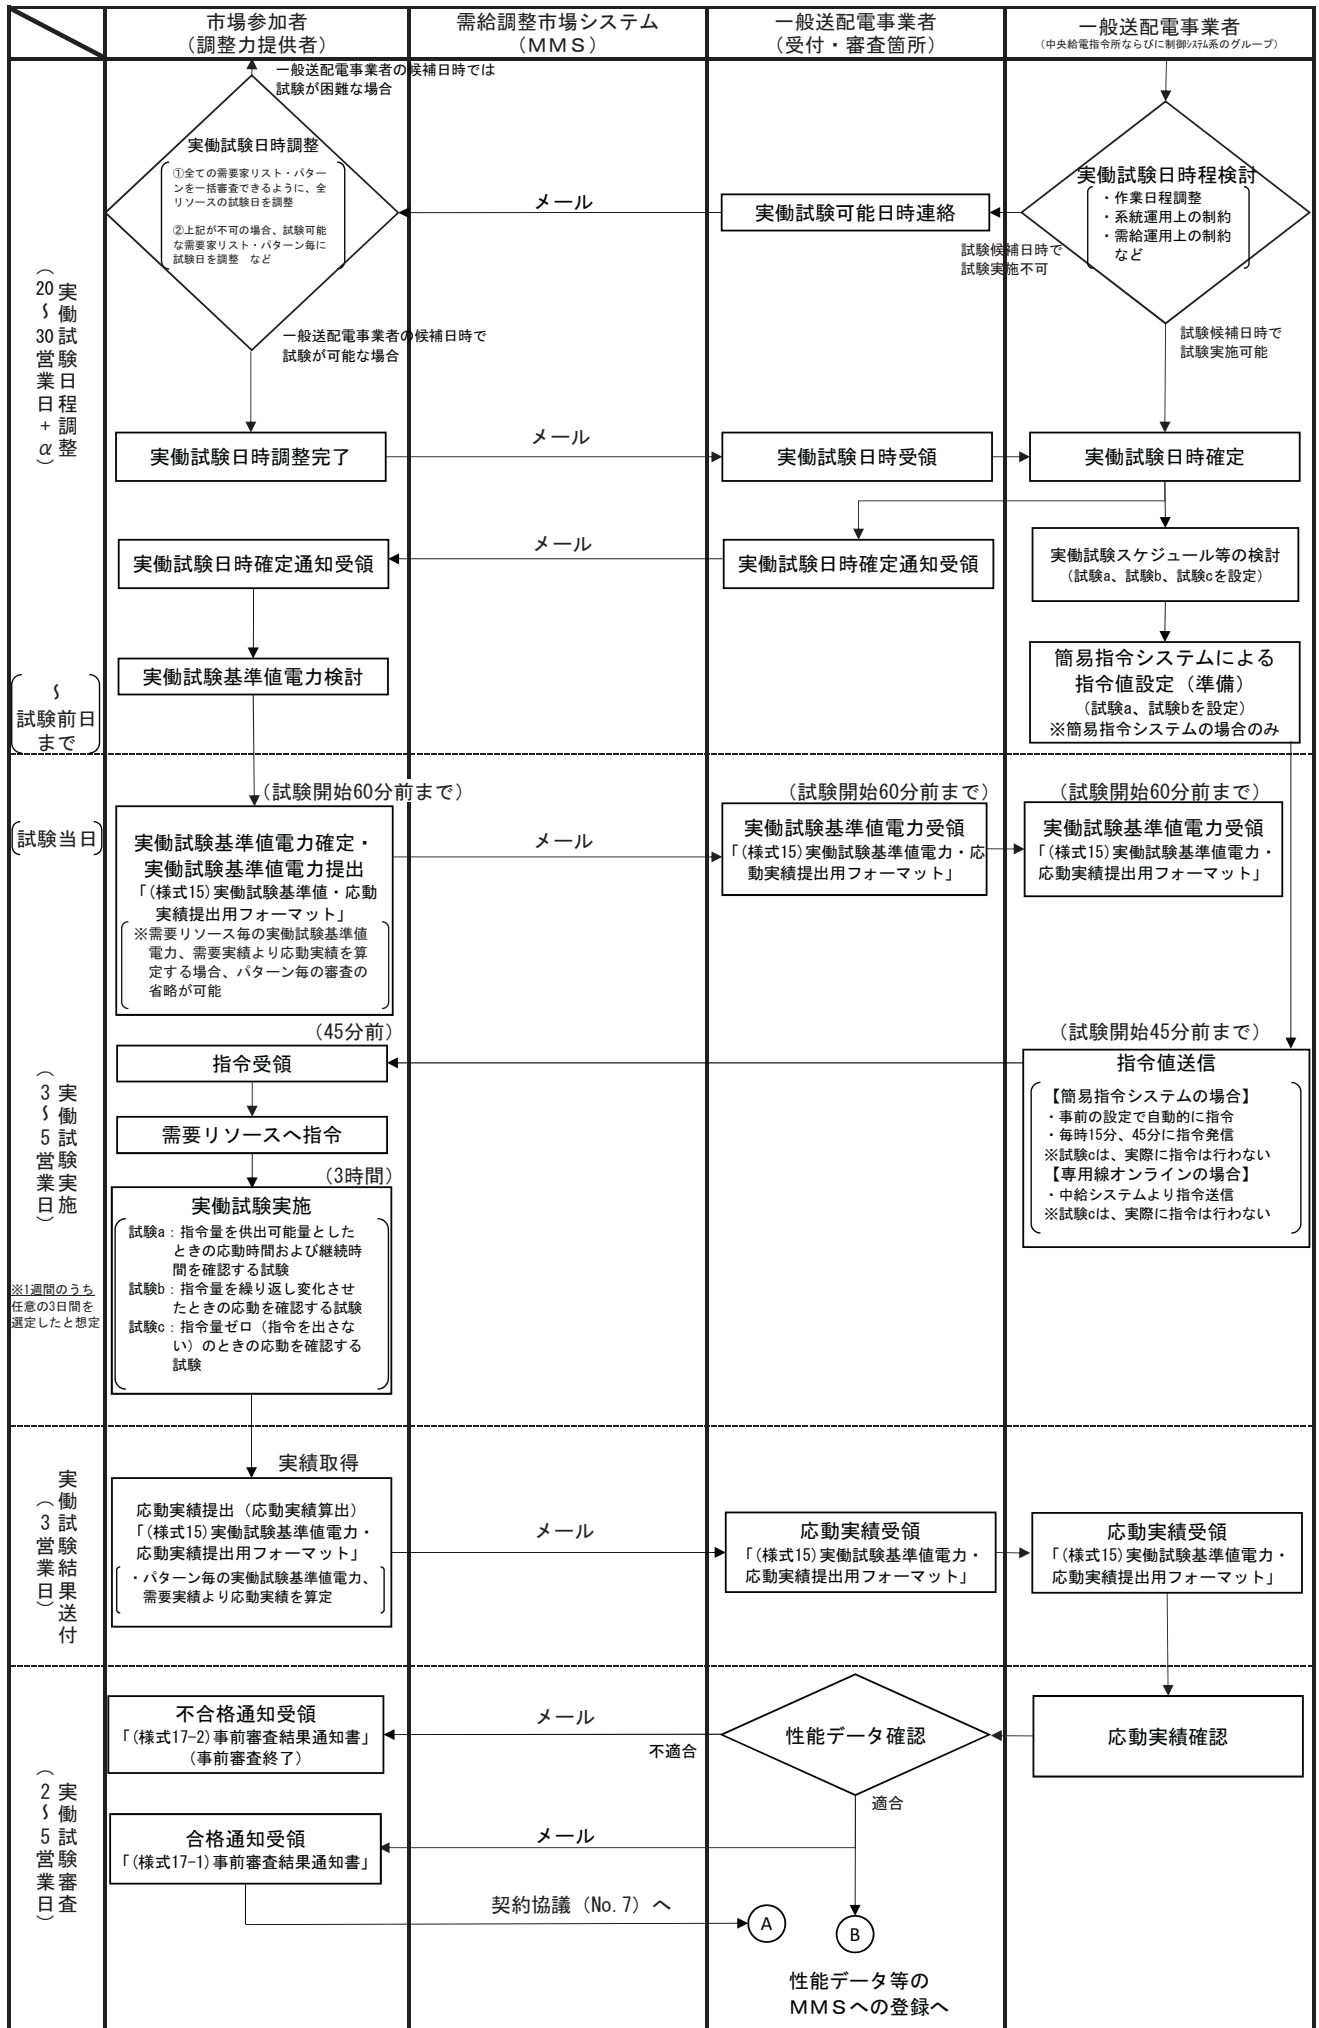 市場参加者
（調整力提供者）
需給調整市場システム
（ＭＭＳ）
一般送配電事業者
（受付・審査箇所）
一般送配電事業者
（中央給電指令所ならびに制御ｼｽﾃﾑ系のグループ）
実働試験日程調整
（20～30営業日＋α）
一般送配電事業者の候補日時では
試験が困難な場合
実働試験日時調整
①全ての需要家リスト・パター
ンを一括審査できるように、全
リソースの試験日を調整
②上記が不可の場合、試験可能
な需要家リスト・パターン毎に
試験日を調整　など
メール
実働試験可能日時連絡
実働試験日時程検討
・作業日程調整
・系統運用上の制約
・需給運用上の制約
など
試験候補日時で
試験実施不可
一般送配電事業者の候補日時で
試験が可能な場合
試験候補日時で
試験実施可能
実働試験日時調整完了
メール
実働試験日時受領
実働試験日時確定
実働試験日時確定通知受領
メール
実働試験日時確定通知受領
実働試験スケジュール等の検討
（試験a、試験b、試験cを設定）
実働試験基準値電力検討
簡易指令システムによる
指令値設定（準備）
（試験a、試験bを設定）
※簡易指令システムの場合のみ
～
試験前日
まで
試験当日
（試験開始60分前まで）
（試験開始60分前まで）
（試験開始60分前まで）
実働試験基準値電力確定・
実働試験基準値電力提出
「（様式15）実働試験基準値・応動
実績提出用フォーマット」
※需要リソース毎の実働試験基準値
電力、需要実績より応動実績を算
定する場合、パターン毎の審査の
省略が可能
メール
実働試験基準値電力受領
「（様式15）実働試験基準値電力・応
動実績提出用フォーマット」
実働試験基準値電力受領
「（様式15）実働試験基準値電力・
応動実績提出用フォーマット」
実働試験実施
（3～5営業日）
※1週間のうち
任意の3日間を
選定したと想定
（45分前）
指令受領
（試験開始45分前まで）
指令値送信
【簡易指令システムの場合】
・事前の設定で自動的に指令
・毎時15分、45分に指令発信
※試験cは、実際に指令は行わない
【専用線オンラインの場合】
・中給システムより指令送信
※試験cは、実際に指令は行わない
需要リソースへ指令
（3時間）
実働試験実施
試験a：指令量を供出可能量とした
ときの応動時間および継続時
間を確認する試験
試験b：指令量を繰り返し変化させ
たときの応動を確認する試験
試験c：指令量ゼロ（指令を出さな
い）のときの応動を確認する
試験
実働試験結果送付
（3営業日）
実績取得
応動実績提出（応動実績算出）
「（様式15）実働試験基準値電力・
応動実績提出用フォーマット」
・パターン毎の実働試験基準値電力、
需要実績より応動実績を算定
メール
応動実績受領
「（様式15）実働試験基準値電力・
応動実績提出用フォーマット」
応動実績受領
「（様式15）実働試験基準値電力・
応動実績提出用フォーマット」
実働試験審査
（2～5営業日）
不合格通知受領
「（様式17-2）事前審査結果通知書」
（事前審査終了）
メール
不適合
性能データ確認
応動実績確認
適合
合格通知受領
「（様式17-1）事前審査結果通知書」
メール
契約協議（No.7）へ
A
B
性能データ等の
ＭＭＳへの登録へ